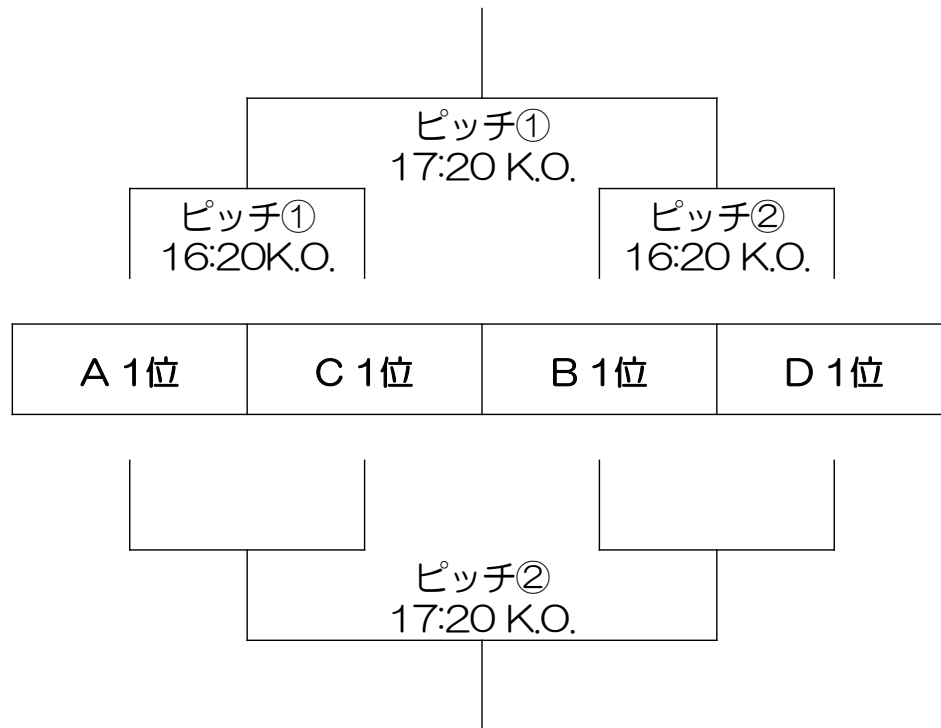 ピッチ①
17:20 K.O.
ピッチ①
16:20K.O.
ピッチ②
16:20 K.O.
A 1位
C 1位
B 1位
D 1位
ピッチ②
17:20 K.O.